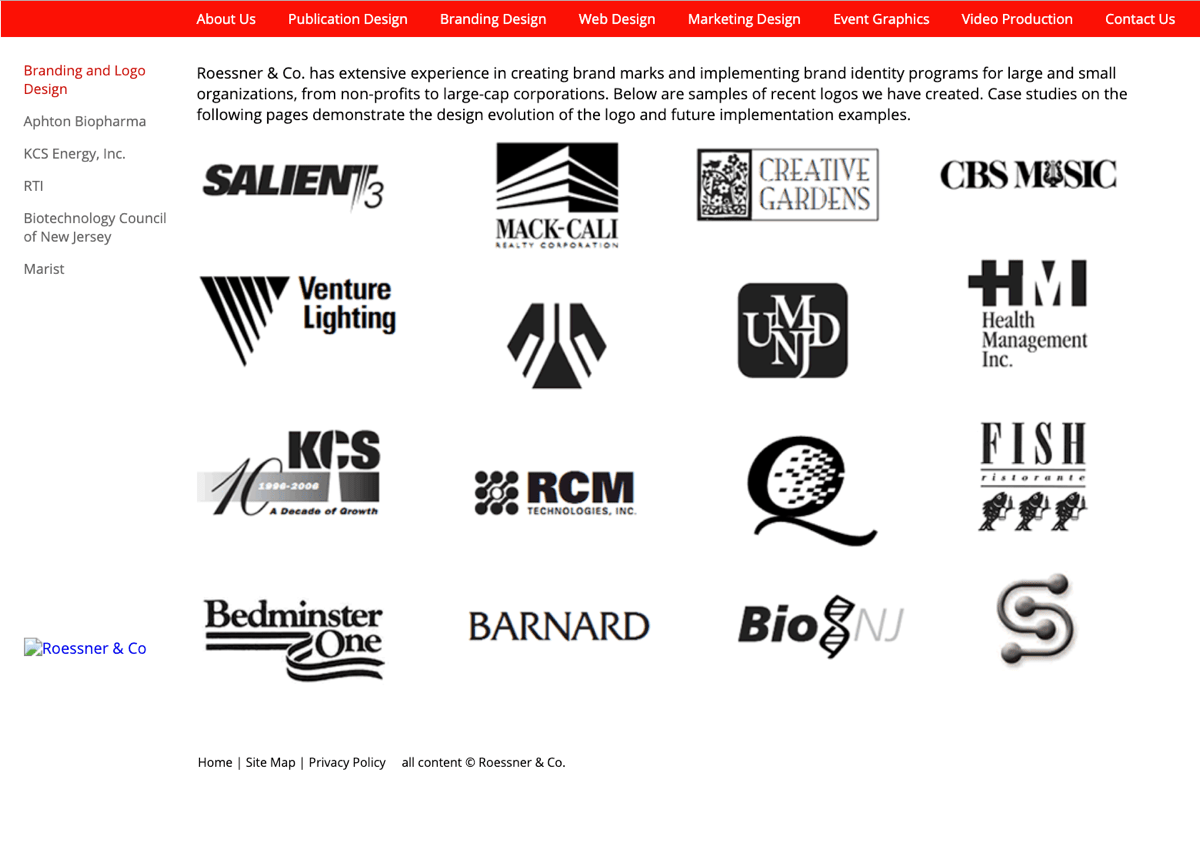 About Us Publication Design Branding Design Web Design Marketing Design Event Graphics Video Production Contact Us
Branding and Logo
Design
Aphton Biopharma
KCS Energy, Inc.
RTI
Biotechnology Council
of New Jersey
Marist
Roessner & Co
Roessner & Co. has extensive experience in creating brand marks and implementing brand identity programs for large and small
organizations, from non-profits to large-cap corporations. Below are samples of recent logos we have created. Case studies on the
following pages demonstrate the design evolution of the logo and future implementation examples.
SALIENT 3
MACK-CALI
REALTY CORPORATION
CREATIVE
GARDENS
CBS MUSIC
Venture
Lighting
UMD
NJ
HMI
Health
Management
Inc.
KCS
10
1996-2006
A Decade of Growth
RCM
TECHNOLOGIES, INC.
Q
FISH
ristorante
Bedminster
One
BARNARD
Bio NJ
S
Home | Site Map | Privacy Policy all content © Roessner & Co.